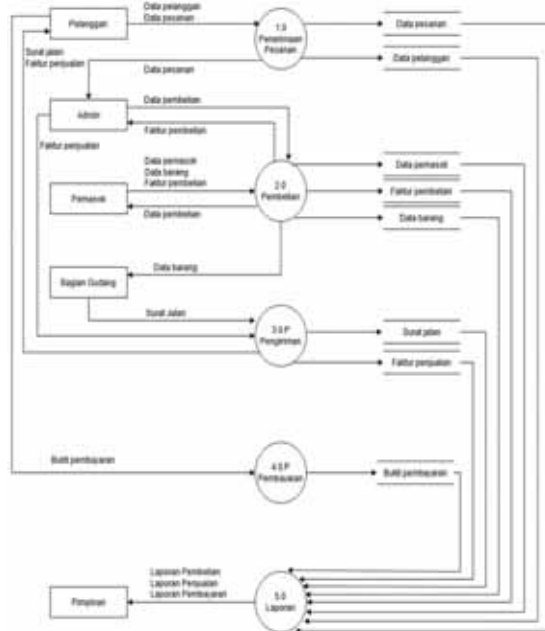 Pelanggan
Data pelanggan
Data pesanan
1.0
Penerimaan
Pesanan
Data pesanan
Data pelanggan
Surat jalan
Faktur penjualan
Data pesanan
Admin
Data pembelian
Faktur pembelian
Faktur penjualan
Pemasok
Data pemasok
Data barang
Faktur pembelian
Data pembelian
2.0
Pembelian
Data pemasok
Faktur pembelian
Data barang
Bagian Gudang
Data barang
Surat Jalan
3.0 P
Pengiriman
Surat jalan
Faktur penjualan
Bukti pembayaran
4.0 P
Pembayaran
Bukti pembayaran
Pimpinan
Laporan Pembelian
Laporan Penjualan
Laporan Pembayaran
5.0
Laporan